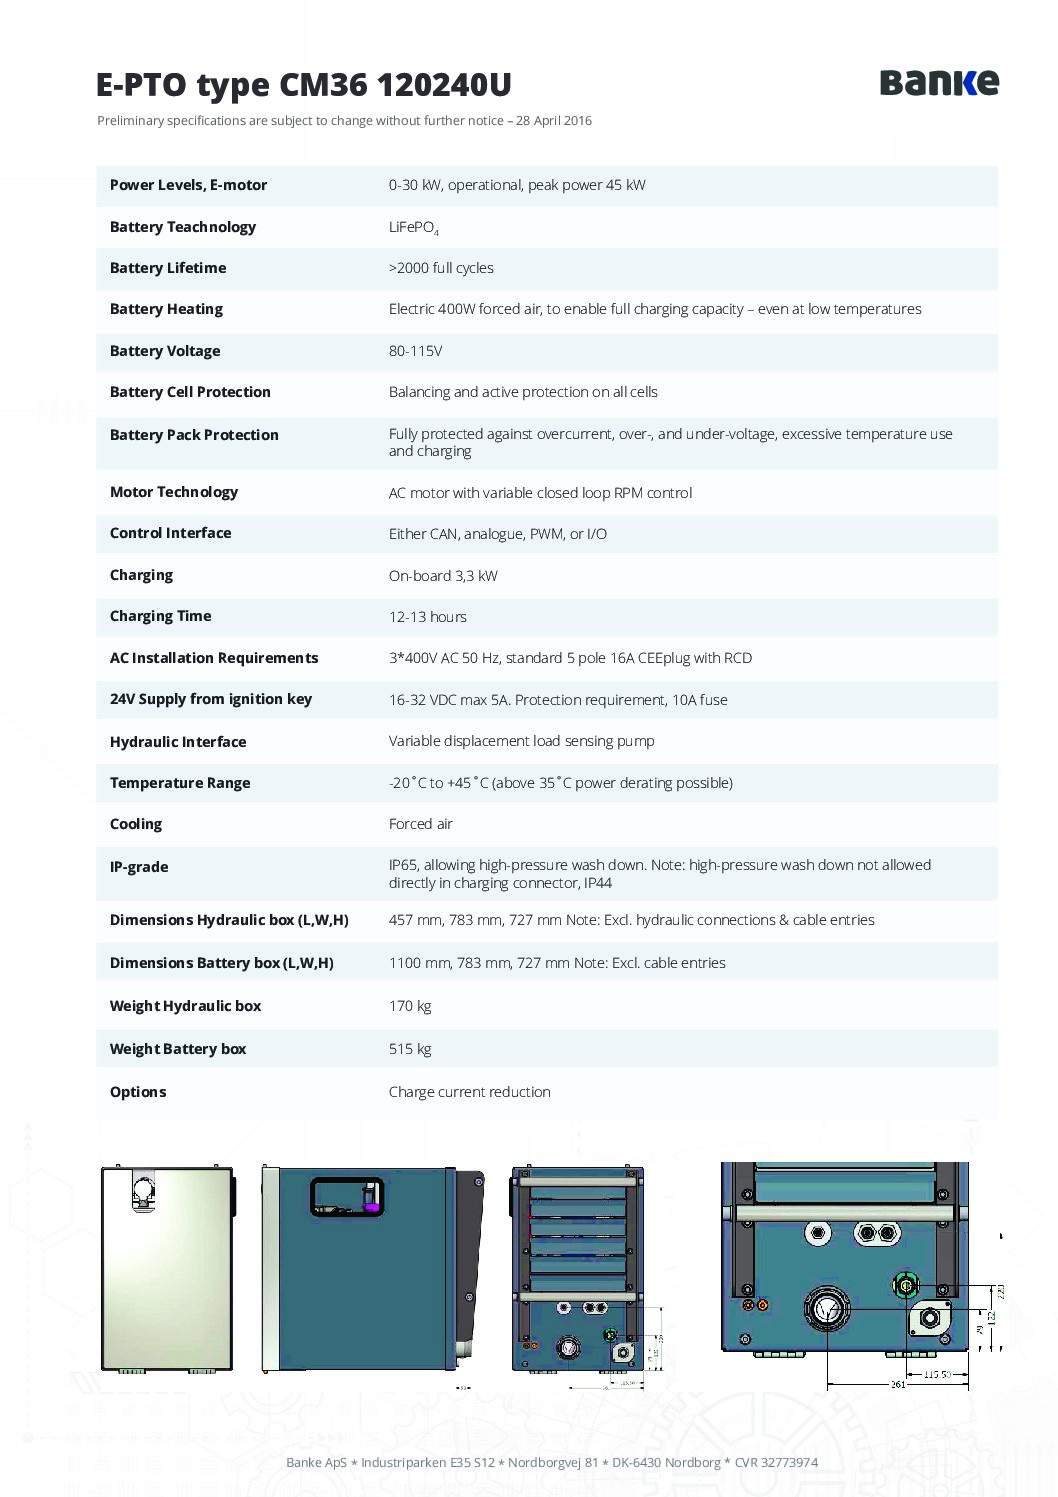 E-PTO type CM36 120240U
Banke
Preliminary specifications are subject to change without further notice – 28 April 2016
Power Levels, E-motor 0-30 kW, operational, peak power 45 kW
Battery Teachnology LiFePO4
Battery Lifetime >2000 full cycles
Battery Heating Electric 400W forced air, to enable full charging capacity – even at low temperatures
Battery Voltage 80-115V
Battery Cell Protection Balancing and active protection on all cells
Battery Pack Protection Fully protected against overcurrent, over-, and under-voltage, excessive temperature use
and charging
Motor Technology AC motor with variable closed loop RPM control
Control Interface Either CAN, analogue, PWM, or I/O
Charging On-board 3,3 kW
Charging Time 12-13 hours
AC Installation Requirements 3*400V AC 50 Hz, standard 5 pole 16A CEEplug with RCD
24V Supply from ignition key 16-32 VDC max 5A. Protection requirement, 10A fuse
Hydraulic Interface Variable displacement load sensing pump
Temperature Range -20˚C to +45˚C (above 35˚C power derating possible)
Cooling Forced air
IP-grade IP65, allowing high-pressure wash down. Note: high-pressure wash down not allowed
directly in charging connector, IP44
Dimensions Hydraulic box (L,W,H) 457 mm, 783 mm, 727 mm Note: Excl. hydraulic connections & cable entries
Dimensions Battery box (L,W,H) 1100 mm, 783 mm, 727 mm Note: Excl. cable entries
Weight Hydraulic box 170 kg
Weight Battery box 515 kg
Options Charge current reduction
79
122
220
115.50
261
Banke ApS * Industriparken E35 S12 * Nordborgvej 81 * DK-6430 Nordborg * CVR 32773974